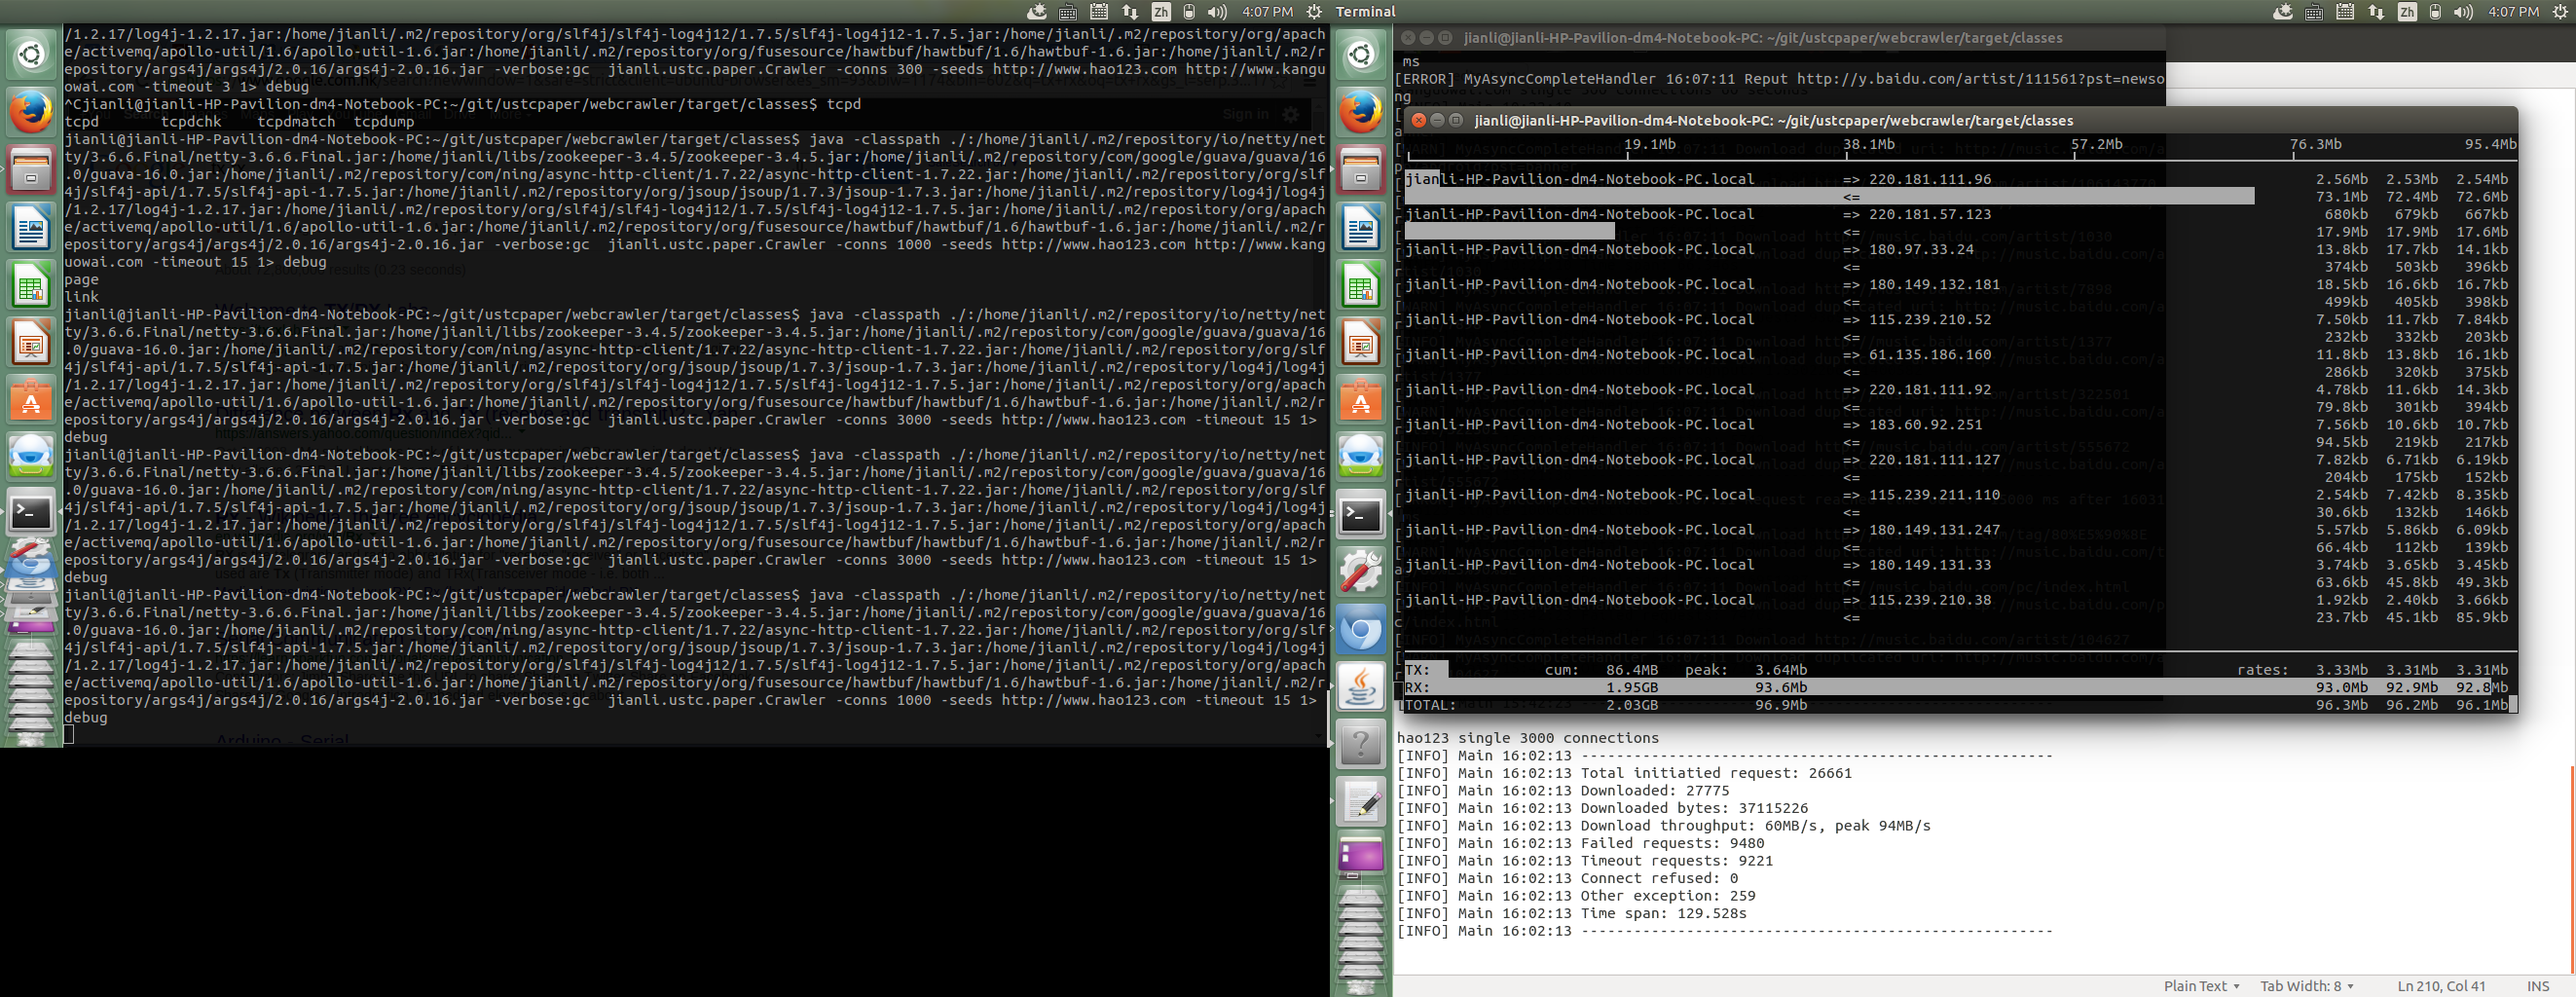 Zh 4:07 PM Terminal Zh 4:07 PM
/1.2.17/log4j-1.2.17.jar:/home/jianli/.m2/repository/org/slf4j/slf4j-log4j12/1.7.5/slf4j-log4j12-1.7.5.jar:/home/jianli/.m2/repository/org/apach
e/activemq/apollo-util/1.6/apollo-util-1.6.jar:/home/jianli/.m2/repository/org/fusesource/hawtbuf/hawtbuf/1.6/hawtbuf-1.6.jar:/home/jianli/.m2/r
epository/args4j/args4j/2.0.16/args4j-2.0.16.jar -verbose:gc  jianli.ustc.paper.Crawler -conns 300 -seeds http://www.hao123.com http://www.kangu
owai.com -timeout 3 1> debug
^Cjianli@jianli-HP-Pavilion-dm4-Notebook-PC:~/git/ustcpaper/webcrawler/target/classes$ tcpd
tcpd       tcpdchk    tcpdmatch  tcpdump
jianli@jianli-HP-Pavilion-dm4-Notebook-PC:~/git/ustcpaper/webcrawler/target/classes$ java -classpath ./:/home/jianli/.m2/repository/io/netty/net
ty/3.6.6.Final/netty-3.6.6.Final.jar:/home/jianli/libs/zookeeper-3.4.5/zookeeper-3.4.5.jar:/home/jianli/.m2/repository/com/google/guava/guava/16
.0/guava-16.0.jar:/home/jianli/.m2/repository/com/ning/async-http-client/1.7.22/async-http-client-1.7.22.jar:/home/jianli/.m2/repository/org/slf
4j/slf4j-api/1.7.5/slf4j-api-1.7.5.jar:/home/jianli/.m2/repository/org/jsoup/jsoup/1.7.3/jsoup-1.7.3.jar:/home/jianli/.m2/repository/log4j/log4j
/1.2.17/log4j-1.2.17.jar:/home/jianli/.m2/repository/org/slf4j/slf4j-log4j12/1.7.5/slf4j-log4j12-1.7.5.jar:/home/jianli/.m2/repository/org/apach
e/activemq/apollo-util/1.6/apollo-util-1.6.jar:/home/jianli/.m2/repository/org/fusesource/hawtbuf/hawtbuf/1.6/hawtbuf-1.6.jar:/home/jianli/.m2/r
epository/args4j/args4j/2.0.16/args4j-2.0.16.jar -verbose:gc  jianli.ustc.paper.Crawler -conns 1000 -seeds http://www.hao123.com http://www.kang
uowai.com -timeout 15 1> debug
page
link
jianli@jianli-HP-Pavilion-dm4-Notebook-PC:~/git/ustcpaper/webcrawler/target/classes$ java -classpath ./:/home/jianli/.m2/repository/io/netty/net
ty/3.6.6.Final/netty-3.6.6.Final.jar:/home/jianli/libs/zookeeper-3.4.5/zookeeper-3.4.5.jar:/home/jianli/.m2/repository/com/google/guava/guava/16
.0/guava-16.0.jar:/home/jianli/.m2/repository/com/ning/async-http-client/1.7.22/async-http-client-1.7.22.jar:/home/jianli/.m2/repository/org/slf
4j/slf4j-api/1.7.5/slf4j-api-1.7.5.jar:/home/jianli/.m2/repository/org/jsoup/jsoup/1.7.3/jsoup-1.7.3.jar:/home/jianli/.m2/repository/log4j/log4j
/1.2.17/log4j-1.2.17.jar:/home/jianli/.m2/repository/org/slf4j/slf4j-log4j12/1.7.5/slf4j-log4j12-1.7.5.jar:/home/jianli/.m2/repository/org/apach
e/activemq/apollo-util/1.6/apollo-util-1.6.jar:/home/jianli/.m2/repository/org/fusesource/hawtbuf/hawtbuf/1.6/hawtbuf-1.6.jar:/home/jianli/.m2/r
epository/args4j/args4j/2.0.16/args4j-2.0.16.jar -verbose:gc  jianli.ustc.paper.Crawler -conns 3000 -seeds http://www.hao123.com -timeout 15 1>
debug
jianli@jianli-HP-Pavilion-dm4-Notebook-PC:~/git/ustcpaper/webcrawler/target/classes$ java -classpath ./:/home/jianli/.m2/repository/io/netty/net
ty/3.6.6.Final/netty-3.6.6.Final.jar:/home/jianli/libs/zookeeper-3.4.5/zookeeper-3.4.5.jar:/home/jianli/.m2/repository/com/google/guava/guava/16
.0/guava-16.0.jar:/home/jianli/.m2/repository/com/ning/async-http-client/1.7.22/async-http-client-1.7.22.jar:/home/jianli/.m2/repository/org/slf
4j/slf4j-api/1.7.5/slf4j-api-1.7.5.jar:/home/jianli/.m2/repository/org/jsoup/jsoup/1.7.3/jsoup-1.7.3.jar:/home/jianli/.m2/repository/log4j/log4j
/1.2.17/log4j-1.2.17.jar:/home/jianli/.m2/repository/org/slf4j/slf4j-log4j12/1.7.5/slf4j-log4j12-1.7.5.jar:/home/jianli/.m2/repository/org/apach
e/activemq/apollo-util/1.6/apollo-util-1.6.jar:/home/jianli/.m2/repository/org/fusesource/hawtbuf/hawtbuf/1.6/hawtbuf-1.6.jar:/home/jianli/.m2/r
epository/args4j/args4j/2.0.16/args4j-2.0.16.jar -verbose:gc  jianli.ustc.paper.Crawler -conns 3000 -seeds http://www.hao123.com -timeout 15 1>
debug
jianli@jianli-HP-Pavilion-dm4-Notebook-PC:~/git/ustcpaper/webcrawler/target/classes$ java -classpath ./:/home/jianli/.m2/repository/io/netty/net
ty/3.6.6.Final/netty-3.6.6.Final.jar:/home/jianli/libs/zookeeper-3.4.5/zookeeper-3.4.5.jar:/home/jianli/.m2/repository/com/google/guava/guava/16
.0/guava-16.0.jar:/home/jianli/.m2/repository/com/ning/async-http-client/1.7.22/async-http-client-1.7.22.jar:/home/jianli/.m2/repository/org/slf
4j/slf4j-api/1.7.5/slf4j-api-1.7.5.jar:/home/jianli/.m2/repository/org/jsoup/jsoup/1.7.3/jsoup-1.7.3.jar:/home/jianli/.m2/repository/log4j/log4j
/1.2.17/log4j-1.2.17.jar:/home/jianli/.m2/repository/org/slf4j/slf4j-log4j12/1.7.5/slf4j-log4j12-1.7.5.jar:/home/jianli/.m2/repository/org/apach
e/activemq/apollo-util/1.6/apollo-util-1.6.jar:/home/jianli/.m2/repository/org/fusesource/hawtbuf/hawtbuf/1.6/hawtbuf-1.6.jar:/home/jianli/.m2/r
epository/args4j/args4j/2.0.16/args4j-2.0.16.jar -verbose:gc  jianli.ustc.paper.Crawler -conns 1000 -seeds http://www.hao123.com -timeout 15 1>
debug
jianli@jianli-HP-Pavilion-dm4-Notebook-PC: ~/git/ustcpaper/webcrawler/target/classes
ms
[ERROR] MyAsyncCompleteHandler 16:07:11 Reput http://y.baidu.com/artist/111561?pst=newso
ng
jianli@jianli-HP-Pavilion-dm4-Notebook-PC: ~/git/ustcpaper/webcrawler/target/classes
19.1Mb 38.1Mb 57.2Mb 76.3Mb 95.4Mb
jianli-HP-Pavilion-dm4-Notebook-PC.local => 220.181.111.96 2.56Mb 2.53Mb 2.54Mb
<= 73.1Mb 72.4Mb 72.6Mb
jianli-HP-Pavilion-dm4-Notebook-PC.local => 220.181.57.123 680kb 679kb 667kb
<= 17.9Mb 17.9Mb 17.6Mb
jianli-HP-Pavilion-dm4-Notebook-PC.local => 180.97.33.24 13.8kb 17.7kb 14.1kb
<= 374kb 503kb 396kb
jianli-HP-Pavilion-dm4-Notebook-PC.local => 180.149.132.181 18.5kb 16.6kb 16.7kb
<= 499kb 405kb 398kb
jianli-HP-Pavilion-dm4-Notebook-PC.local => 115.239.210.52 7.50kb 11.7kb 7.84kb
<= 232kb 332kb 203kb
jianli-HP-Pavilion-dm4-Notebook-PC.local => 61.135.186.160 11.8kb 13.8kb 16.1kb
<= 286kb 320kb 375kb
jianli-HP-Pavilion-dm4-Notebook-PC.local => 220.181.111.92 4.78kb 11.6kb 14.3kb
<= 79.8kb 301kb 394kb
jianli-HP-Pavilion-dm4-Notebook-PC.local => 183.60.92.251 7.56kb 10.6kb 10.7kb
<= 94.5kb 219kb 217kb
jianli-HP-Pavilion-dm4-Notebook-PC.local => 220.181.111.127 7.82kb 6.71kb 6.19kb
<= 204kb 175kb 152kb
jianli-HP-Pavilion-dm4-Notebook-PC.local => 115.239.211.110 2.54kb 7.42kb 8.35kb
<= 30.6kb 132kb 146kb
jianli-HP-Pavilion-dm4-Notebook-PC.local => 180.149.131.247 5.57kb 5.86kb 6.09kb
<= 66.4kb 112kb 139kb
jianli-HP-Pavilion-dm4-Notebook-PC.local => 180.149.131.33 3.74kb 3.65kb 3.45kb
<= 63.6kb 45.8kb 49.3kb
jianli-HP-Pavilion-dm4-Notebook-PC.local => 115.239.210.38 1.92kb 2.40kb 3.66kb
<= 23.7kb 45.1kb 85.9kb
TX: cum: 86.4MB peak: 3.64Mb rates: 3.33Mb 3.31Mb 3.31Mb
RX: 1.95GB 93.6Mb 93.0Mb 92.9Mb 92.8Mb
TOTAL: 2.03GB 96.9Mb 96.3Mb 96.2Mb 96.1Mb
hao123 single 3000 connections
[INFO] Main 16:02:13 ------------------------------------------------------
[INFO] Main 16:02:13 Total initiatied request: 26661
[INFO] Main 16:02:13 Downloaded: 27775
[INFO] Main 16:02:13 Downloaded bytes: 37115226
[INFO] Main 16:02:13 Download throughput: 60MB/s, peak 94MB/s
[INFO] Main 16:02:13 Failed requests: 9480
[INFO] Main 16:02:13 Timeout requests: 9221
[INFO] Main 16:02:13 Connect refused: 0
[INFO] Main 16:02:13 Other exception: 259
[INFO] Main 16:02:13 Time span: 129.528s
[INFO] Main 16:02:13 ------------------------------------------------------
Plain Text Tab Width: 8 Ln 210, Col 41 INS